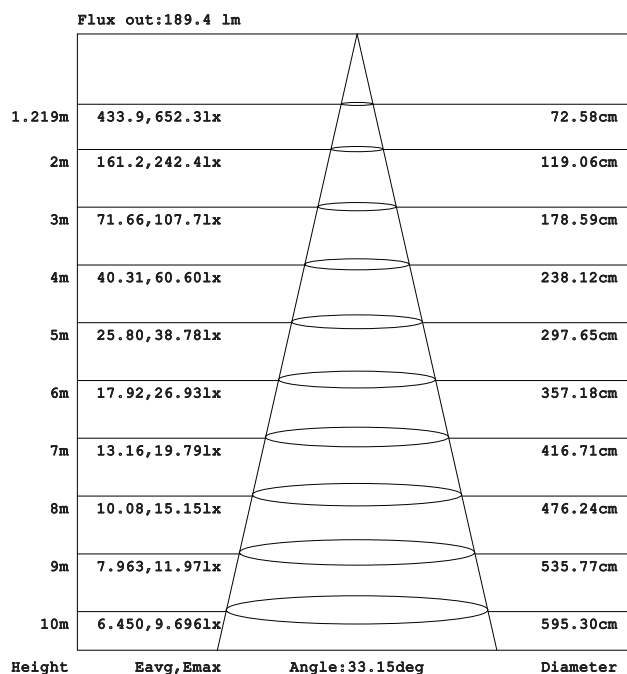 Flux out:189.4 lm
1.219m 433.9,652.3lx 72.58cm
2m 161.2,242.4lx 119.06cm
3m 71.66,107.7lx 178.59cm
4m 40.31,60.60lx 238.12cm
5m 25.80,38.78lx 297.65cm
6m 17.92,26.93lx 357.18cm
7m 13.16,19.79lx 416.71cm
8m 10.08,15.15lx 476.24cm
9m 7.963,11.97lx 535.77cm
10m 6.450,9.696lx 595.30cm
Height Eavg,Emax Angle:33.15deg Diameter